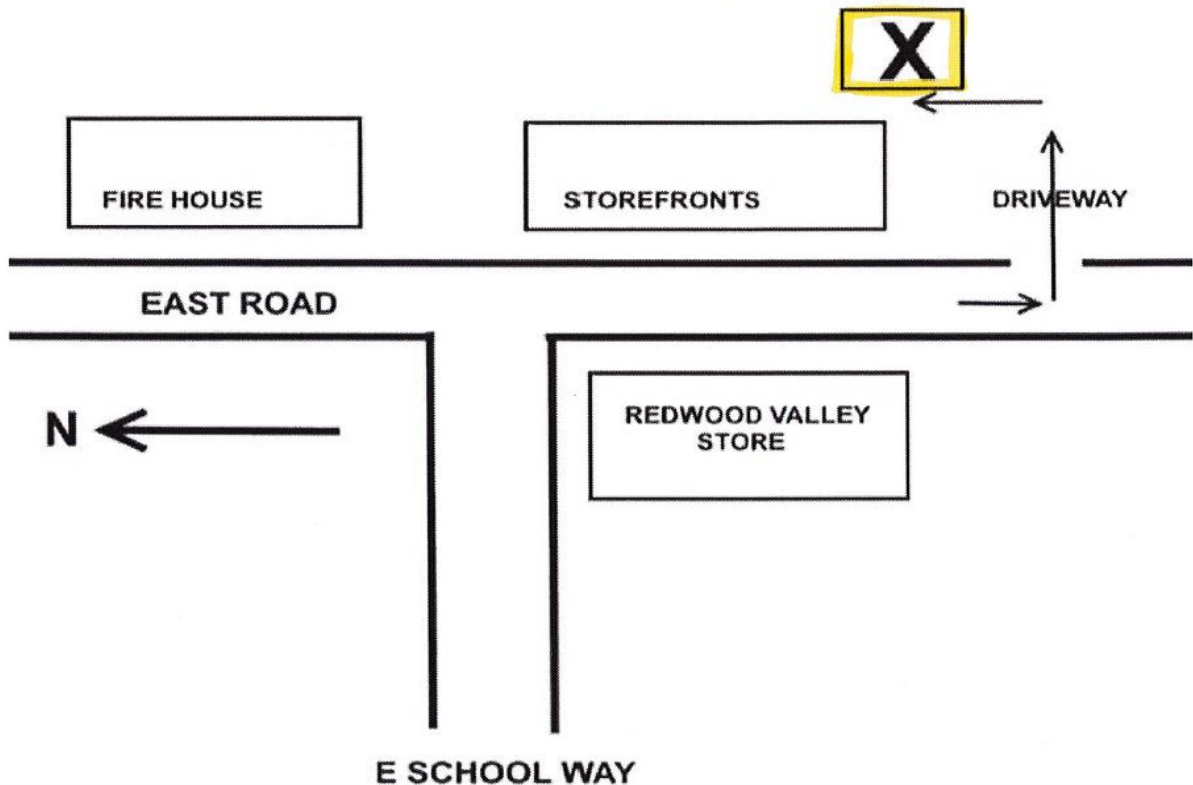 X
FIRE HOUSE
STOREFRONTS
DRIVEWAY
EAST ROAD
N
REDWOOD VALLEY
STORE
E SCHOOL WAY